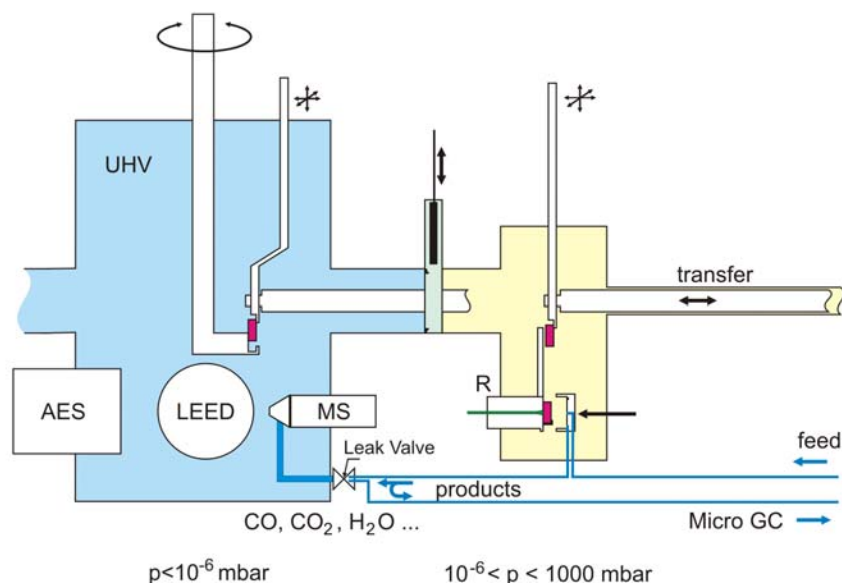 UHV
transfer
R
AES
LEED
MS
Leak Valve
feed
products
CO, CO₂ , H₂O ...
Micro GC
p<10⁻⁶ mbar
10⁻⁶ < p < 1000 mbar